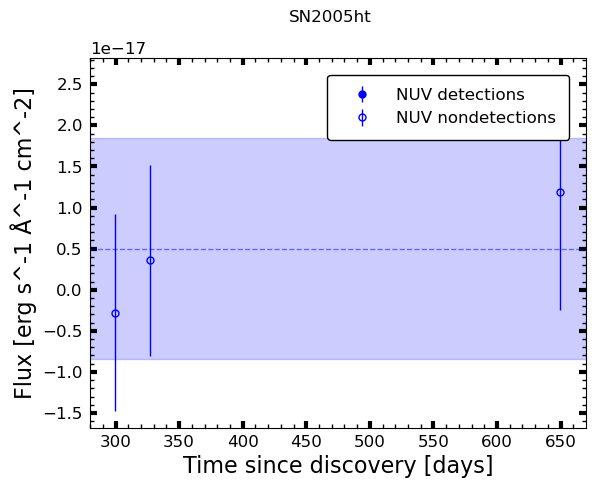 SN2005ht
1e−17
NUV detections
NUV nondetections
2.5
2.0
1.5
1.0
0.5
0.0
−0.5
−1.0
−1.5
Flux [erg s^-1 Å^-1 cm^-2]
300 350 400 450 500 550 600 650
Time since discovery [days]